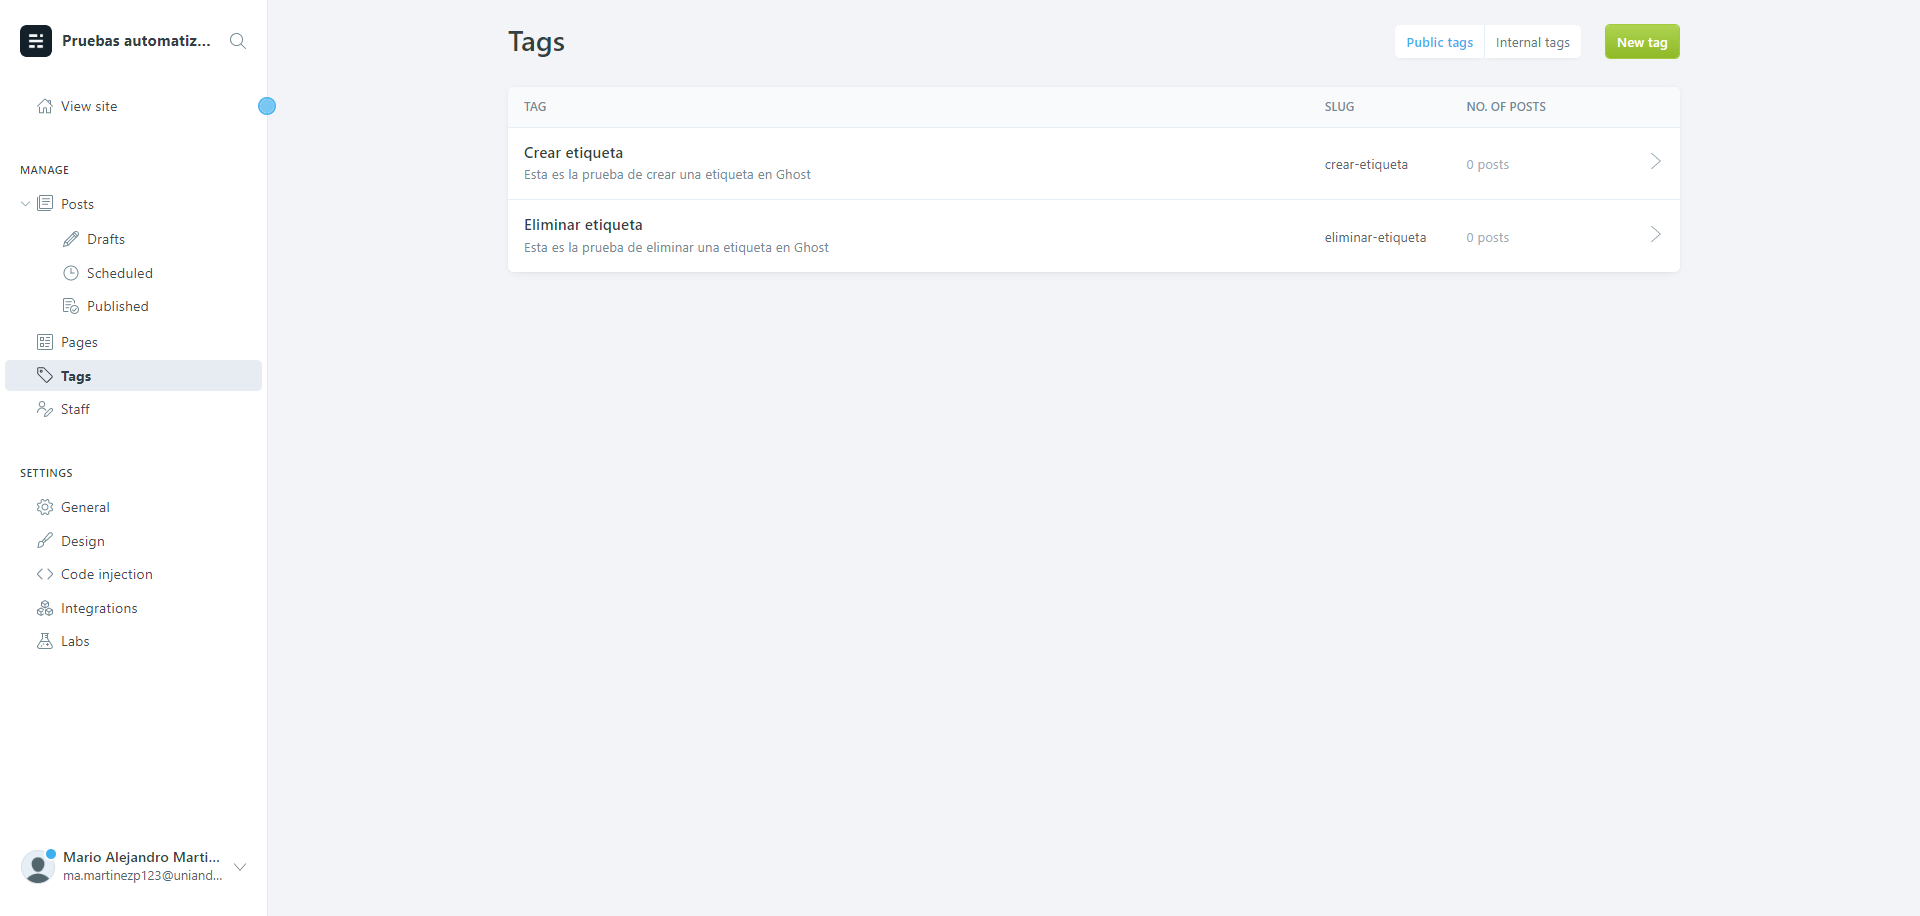 Pruebas automatiz...
View site
MANAGE
Posts
Drafts
Scheduled
Published
Pages
Tags
Staff
SETTINGS
General
Design
Code injection
Integrations
Labs
Mario Alejandro Marti...
ma.martinezp123@uniand...
Tags
Public tags
Internal tags
New tag
TAG
SLUG
NO. OF POSTS
Crear etiqueta
Esta es la prueba de crear una etiqueta en Ghost
crear-etiqueta
0 posts
Eliminar etiqueta
Esta es la prueba de eliminar una etiqueta en Ghost
eliminar-etiqueta
0 posts